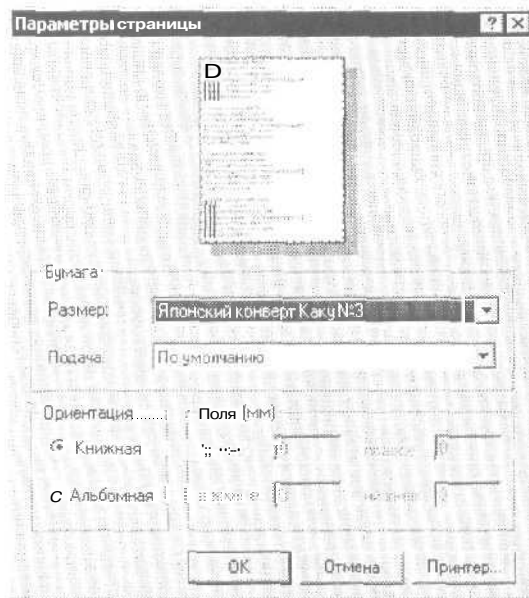 Параметры страницы
D
Бумага
Размер: Японский конверт Каку №3
Подача: По умолчанию
Ориентация Поля (мм)
Книжная
С Альбомная
OK Отмена Принтер...